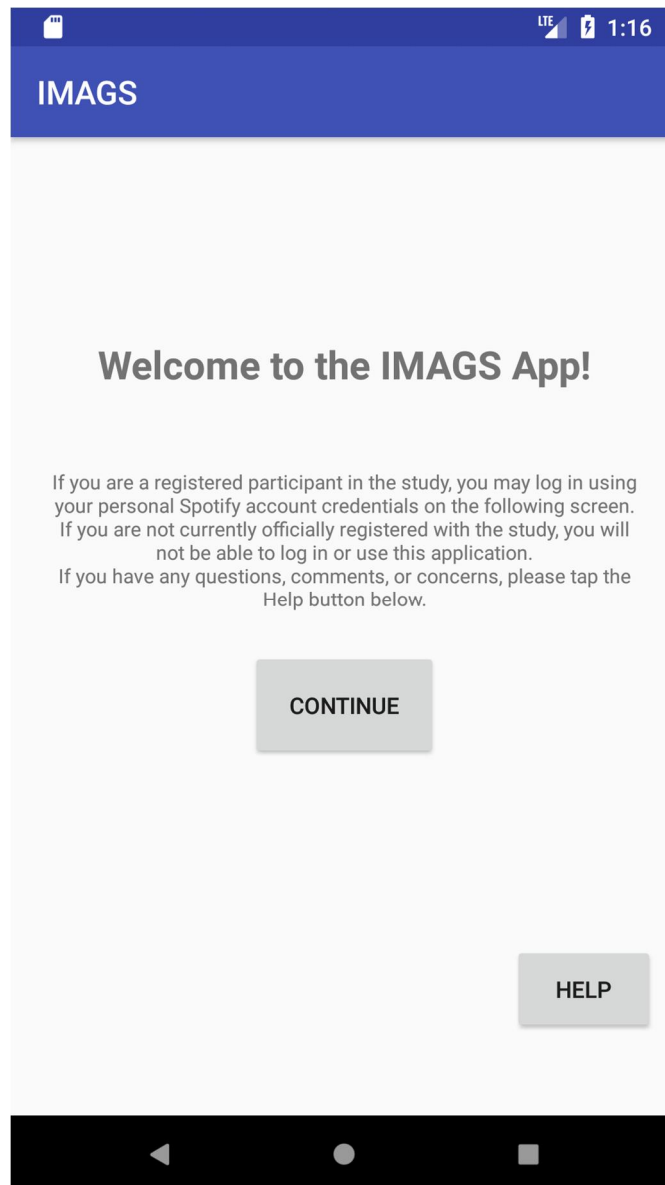 LTE 1:16
IMAGS
Welcome to the IMAGS App!
If you are a registered participant in the study, you may log in using
your personal Spotify account credentials on the following screen.
If you are not currently officially registered with the study, you will
not be able to log in or use this application.
If you have any questions, comments, or concerns, please tap the
Help button below.
CONTINUE
HELP